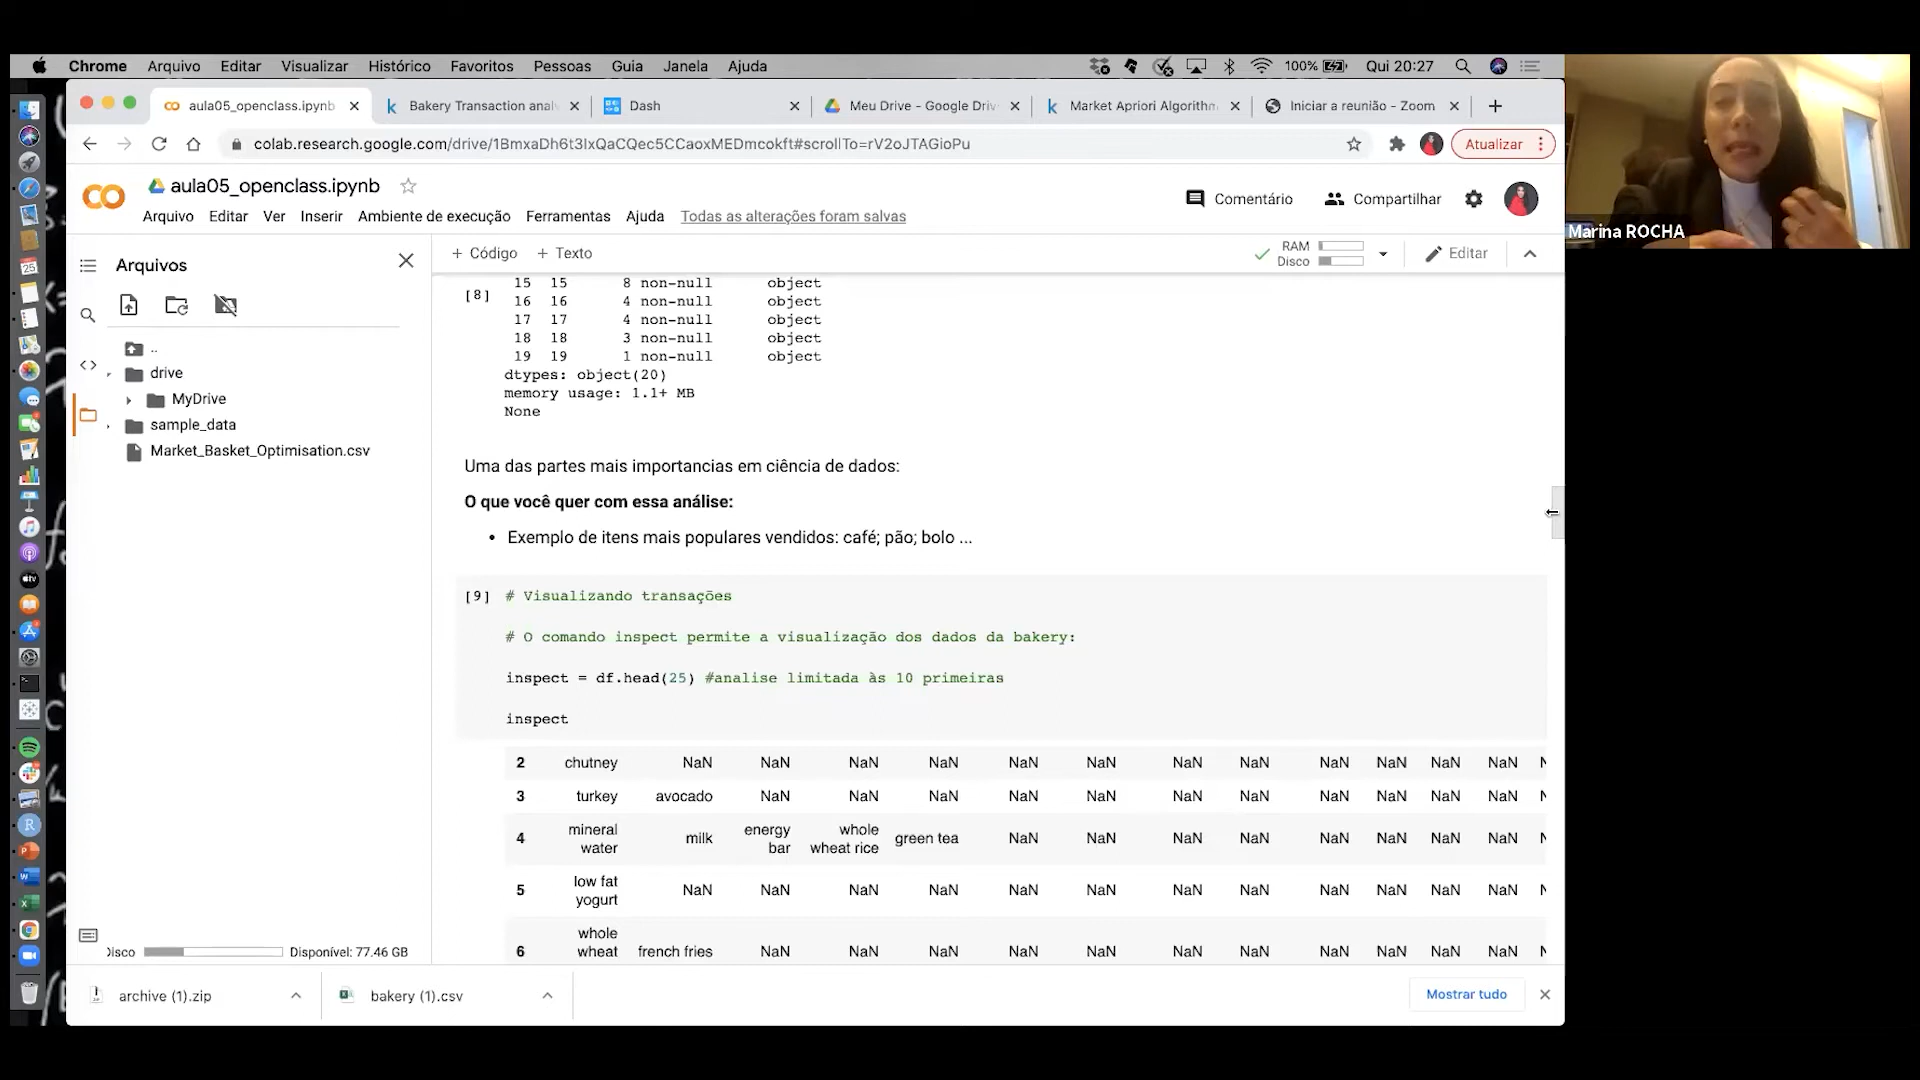 Chrome Arquivo Editar Visualizar Histórico Favoritos Pessoas Guia Janela Ajuda 100% Qui 20:27
aula05_openclass.ipynb Bakery Transaction anal Dash Meu Drive - Google Driv Market Apriori Algorithm Iniciar a reunião - Zoom
colab.research.google.com/drive/1BmxaDh6t3IxQaCQec5CCaoxMEDmcokft#scrollTo=rV2oJTAGioPu Atualizar
Marina ROCHA
aula05_openclass.ipynb
Comentário Compartilhar
Arquivo Editar Ver Inserir Ambiente de execução Ferramentas Ajuda Todas as alterações foram salvas
Arquivos
+ Código + Texto
RAM
Disco
Editar
..
drive
MyDrive
sample_data
Market_Basket_Optimisation.csv
Disco Disponível: 77.46 GB
[8]
15 15 8 non-null object
16 16 4 non-null object
17 17 4 non-null object
18 18 3 non-null object
19 19 1 non-null object
dtypes: object(20)
memory usage: 1.1+ MB
None
Uma das partes mais importancias em ciência de dados:
O que você quer com essa análise:
• Exemplo de itens mais populares vendidos: café; pão; bolo ...
[9] # Visualizando transações
# O comando inspect permite a visualização dos dados da bakery:
inspect = df.head(25) #analise limitada às 10 primeiras
inspect
2 chutney NaN NaN NaN NaN NaN NaN NaN NaN NaN NaN NaN NaN N
3 turkey avocado NaN NaN NaN NaN NaN NaN NaN NaN NaN NaN NaN N
4 mineral water milk energy bar whole wheat rice green tea NaN NaN NaN NaN NaN NaN NaN NaN N
5 low fat yogurt NaN NaN NaN NaN NaN NaN NaN NaN NaN NaN NaN NaN N
6 whole wheat french fries NaN NaN NaN NaN NaN NaN NaN NaN NaN NaN NaN N
archive (1).zip bakery (1).csv Mostrar tudo